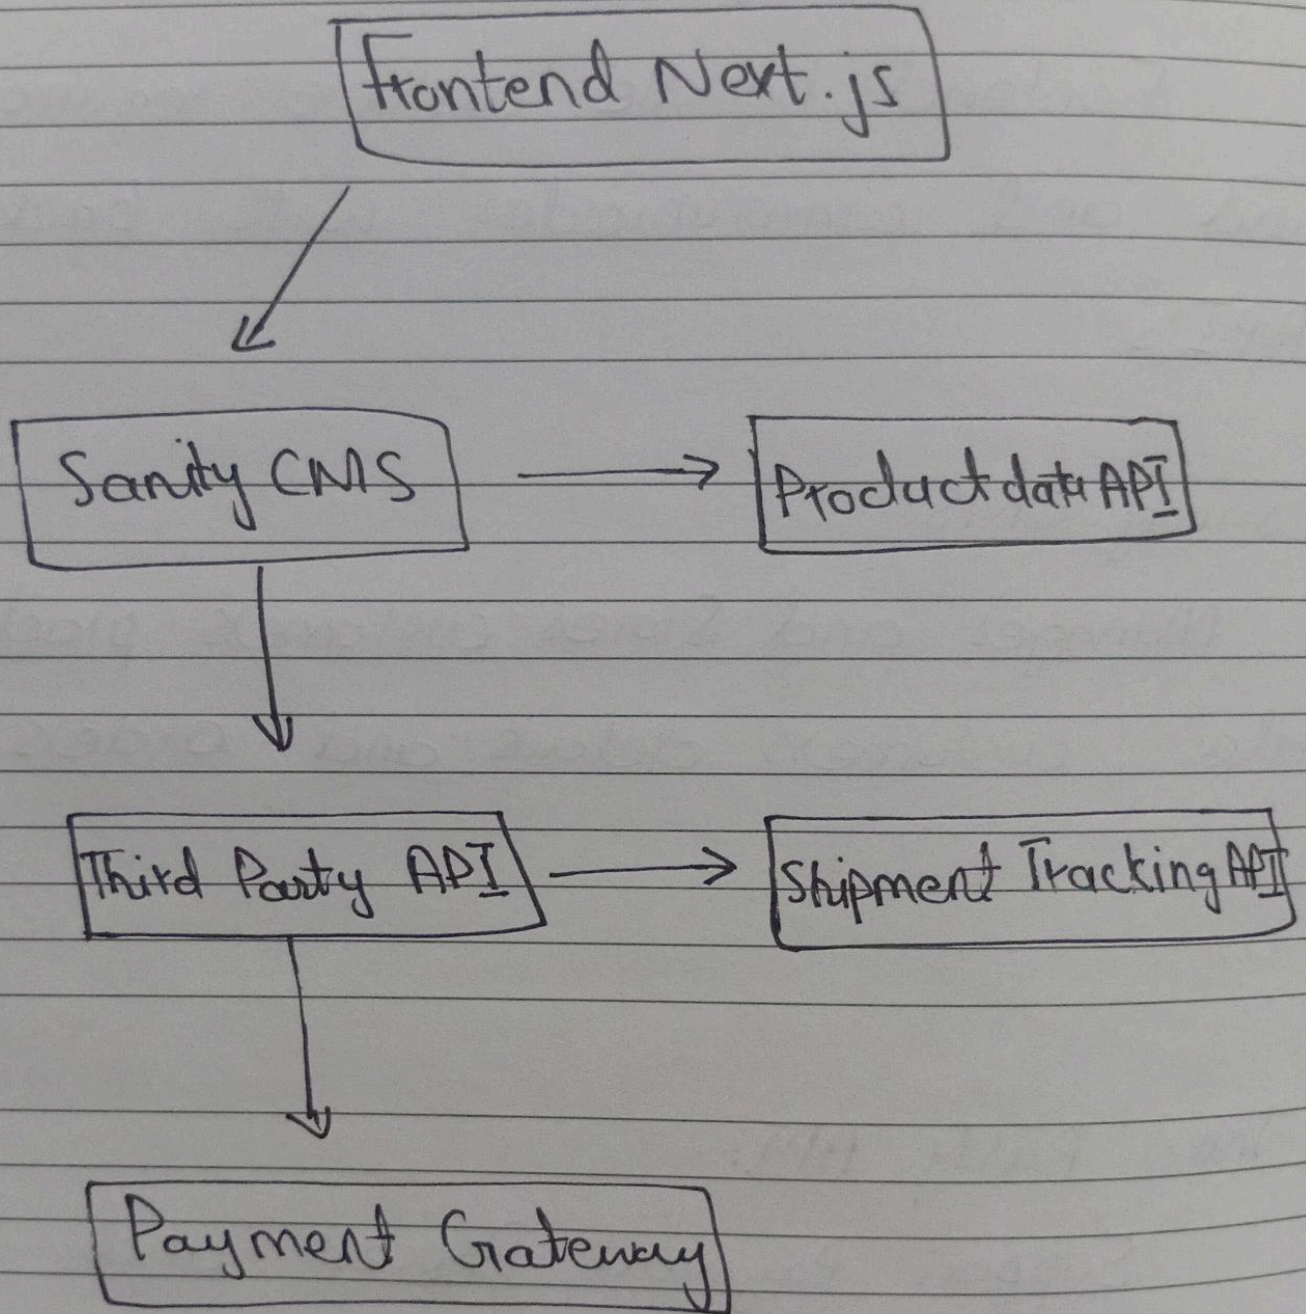 Frontend Next.js
Sanity CMS
Product data API
Third Party API
Shipment Tracking API
Payment Gateway